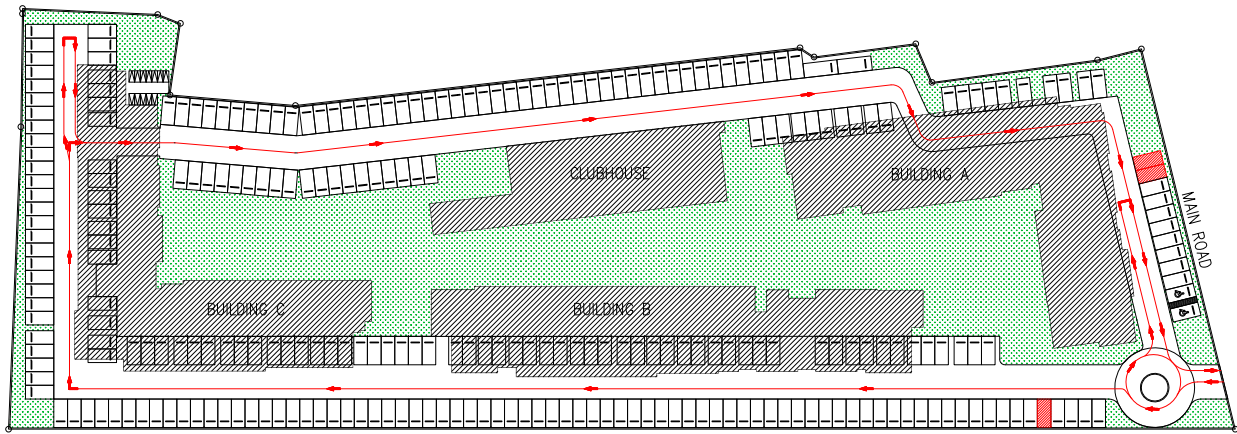 CLUBHOUSE
BUILDING A
MAIN ROAD
BUILDING C
BUILDING B